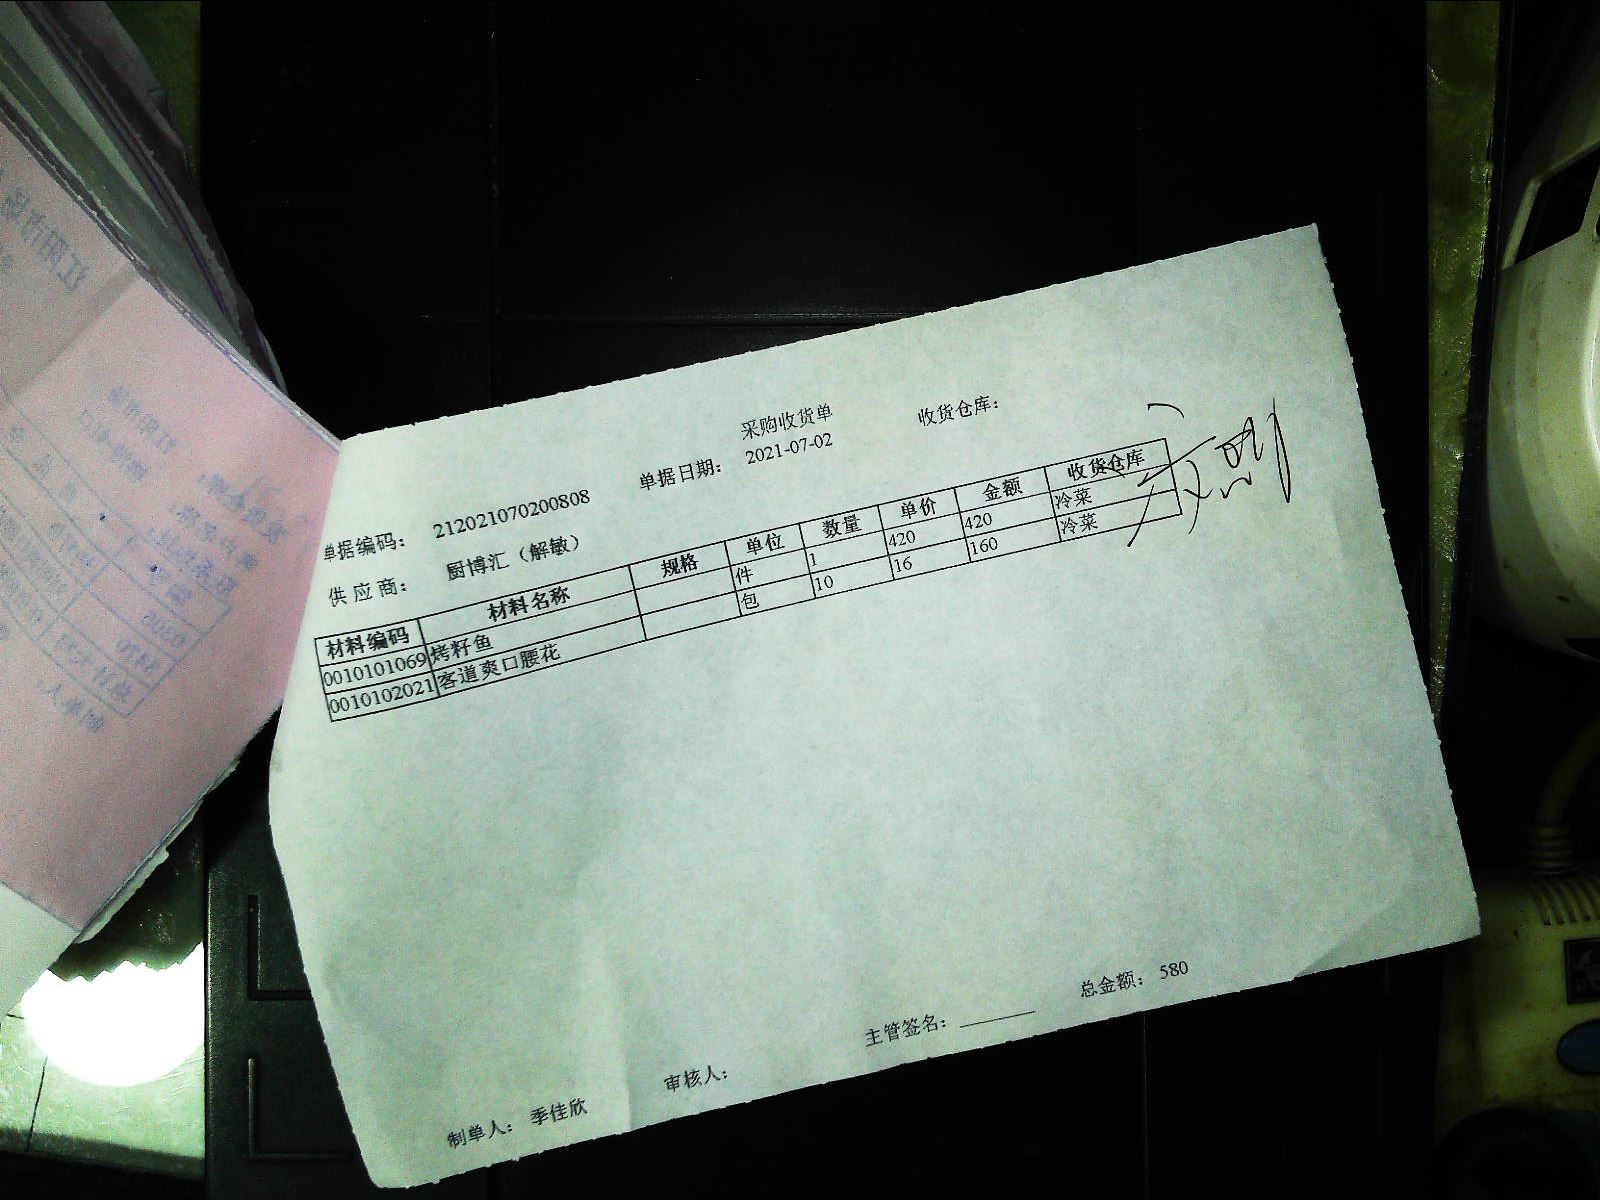 采购收货单
单据编码： 212021070200808 单据日期： 2021-07-02 收货仓库：
供应商： 厨博汇（解敏）
材料编码 材料名称 规格 单位 数量 单价 金额 收货仓库
0010101069 烤籽鱼 件 1 420 420 冷菜
0010102021 客道爽口腰花 包 10 16 160 冷菜
制单人： 季佳欣 审核人： 主管签名： 总金额： 580